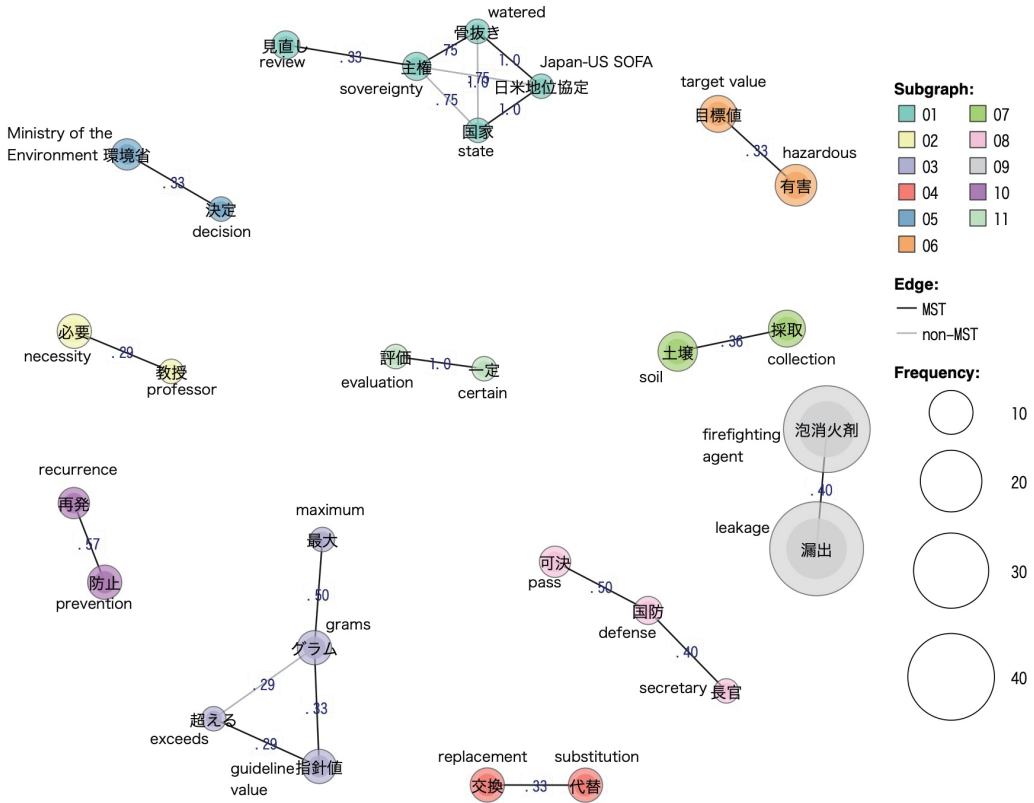 watered
骨抜き
見直し
review
.33
.75
1.0
主権
sovereignty
.75
1.0
Japan-US SOFA
日米地位協定
.75
1.0
国家
state
target value
目標値
.33
hazardous
有害
Ministry of the
Environment 環境省
.33
決定
decision
必要
necessity
.29
教授
professor
評価
evaluation
1.0
一定
certain
土壌
soil
.36
採取
collection
firefighting
agent
泡消火剤
.40
leakage
漏出
recurrence
再発
.57
防止
prevention
maximum
最大
.50
grams
グラム
.29
.33
超える
exceeds
.29
guideline
value
指針値
可決
pass
.50
国防
defense
.40
secretary 長官
replacement
交換
.33
substitution
代替
Subgraph:
01 07
02 08
03 09
04 10
05 11
06
Edge:
MST
non-MST
Frequency:
10
20
30
40